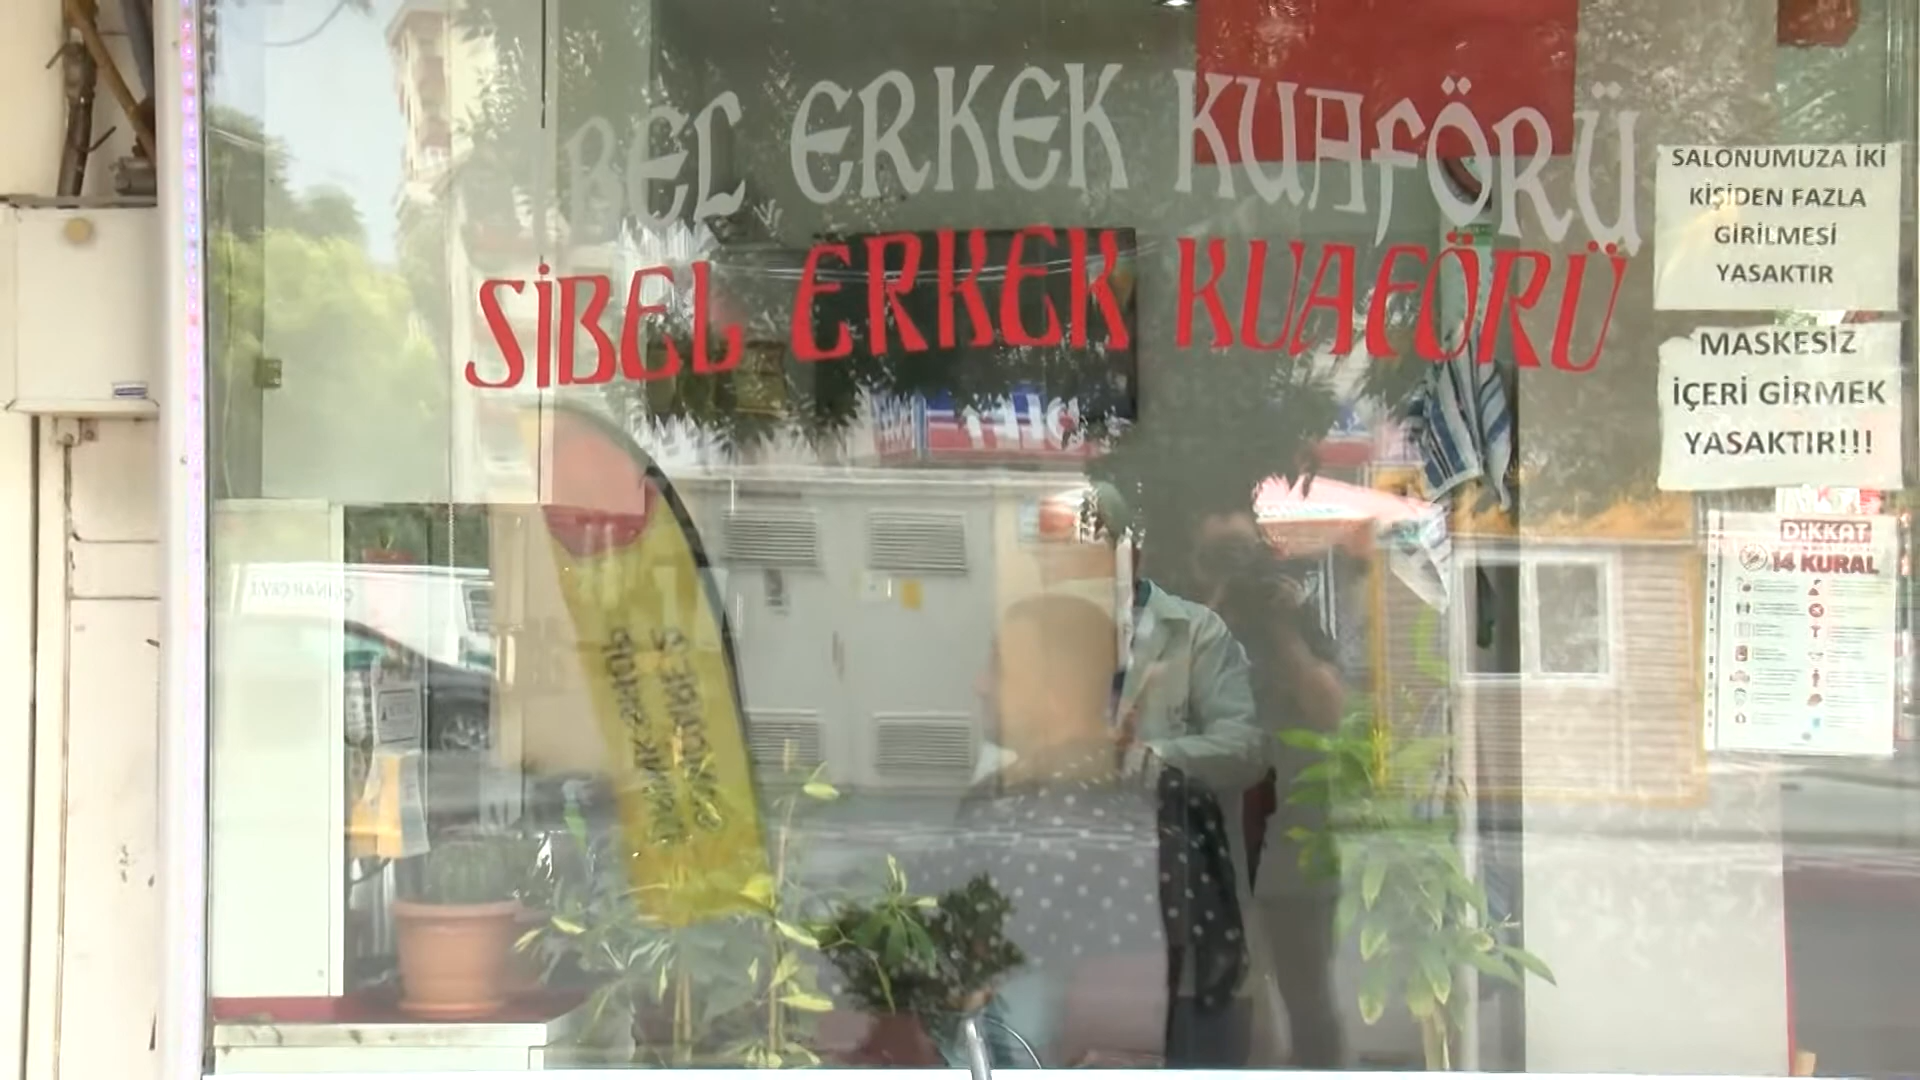 SİBEL ERKEK KUAFÖRÜ
SİBEL ERKEK KUAFÖRÜ
SALONUMUZA İKİ
KİŞİDEN FAZLA
GİRİLMESİ
YASAKTIR
MASKESİZ
İÇERİ GİRMEK
YASAKTIR!!!
DİKKAT
14 KURAL